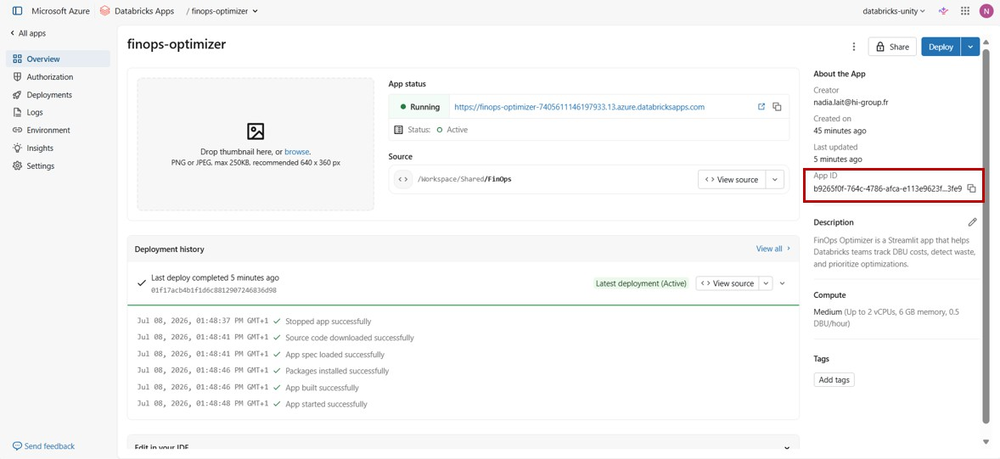 Microsoft Azure Databricks Apps / finops-optimizer databricks-unity N
All apps
Overview
Authorization
Deployments
Logs
Environment
Insights
Settings
Send feedback
finops-optimizer
Share Deploy
Drop thumbnail here, or browse.
PNG or JPEG, max 250KB, recommended 640 x 360 px
App status
Running https://finops-optimizer-7405611146197933.13.azure.databricksapps.com
Status: Active
Source
/Workspace/Shared/FinOps View source
Deployment history View all
Last deploy completed 5 minutes ago
01f17acb4b1f1d6c8812907246836d98
Latest deployment (Active) View source
Jul 08, 2026, 01:48:37 PM GMT+1 Stopped app successfully
Jul 08, 2026, 01:48:41 PM GMT+1 Source code downloaded successfully
Jul 08, 2026, 01:48:41 PM GMT+1 App spec loaded successfully
Jul 08, 2026, 01:48:46 PM GMT+1 Packages installed successfully
Jul 08, 2026, 01:48:46 PM GMT+1 App built successfully
Jul 08, 2026, 01:48:48 PM GMT+1 App started successfully
Edit in your IDE
About the App
Creator
nadia.lait@hi-group.fr
Created on
45 minutes ago
Last updated
5 minutes ago
App ID
b9265f0f-764c-4786-afca-e113e9623f...3fe9
Description
FinOps Optimizer is a Streamlit app that helps
Databricks teams track DBU costs, detect waste,
and prioritize optimizations.
Compute
Medium (Up to 2 vCPUs, 6 GB memory, 0.5
DBU/hour)
Tags
Add tags